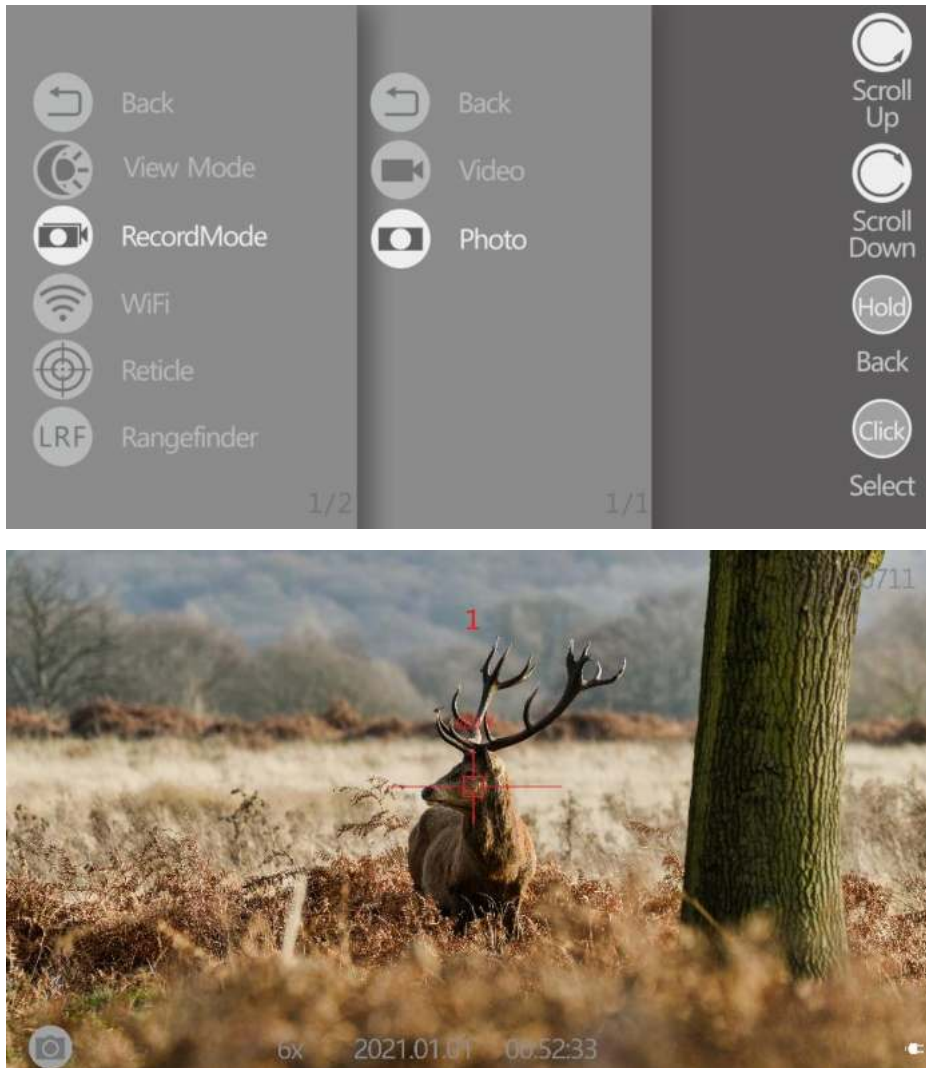 Back
View Mode
RecordMode
WiFi
Reticle
LRF Rangefinder
1/2
Back
Video
Photo
1/1
Scroll
Up
Scroll
Down
Hold
Back
Click
Select
00711
1
6x 2021.01.01 06:52:33